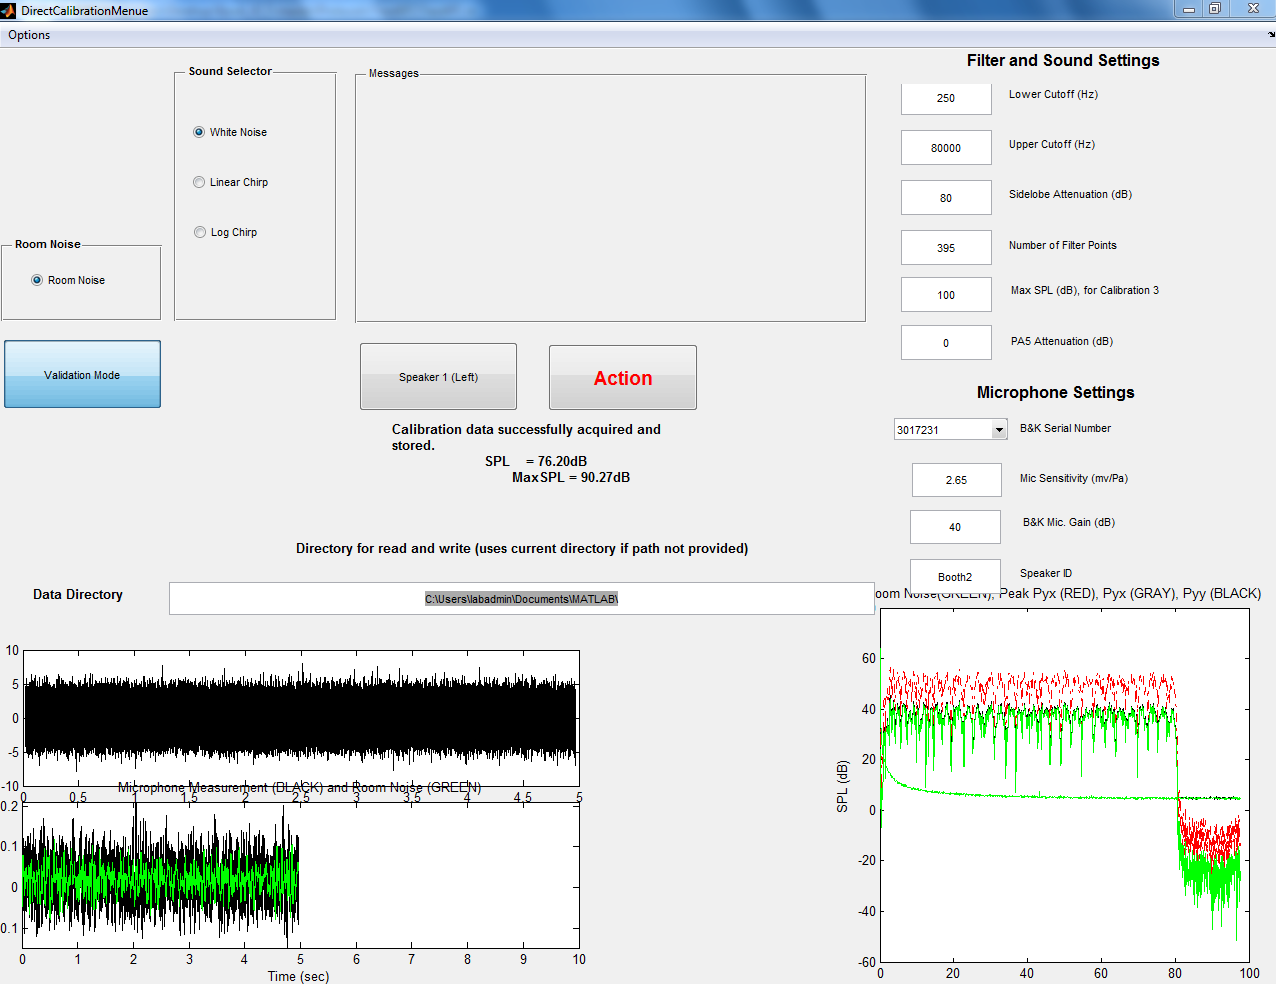 DirectCalibrationMenue
Options
Sound Selector
White Noise
Linear Chirp
Log Chirp
Room Noise
Room Noise
Validation Mode
Messages
Speaker 1 (Left)
Action
Calibration data successfully acquired and
stored.
SPL = 76.20dB
MaxSPL = 90.27dB
Filter and Sound Settings
250 Lower Cutoff (Hz)
80000 Upper Cutoff (Hz)
80 Sidelobe Attenuation (dB)
395 Number of Filter Points
100 Max SPL (dB), for Calibration 3
0 PA5 Attenuation (dB)
Microphone Settings
3017231 B&K Serial Number
2.65 Mic Sensitivity (mv/Pa)
40 B&K Mic. Gain (dB)
Booth2 Speaker ID
Directory for read and write (uses current directory if path not provided)
Data Directory C:\Users\labadmin\Documents\MATLAB\
10
5
0
-5
-10
0 0.5 1 1.5 2 2.5 3 3.5 4 4.5 5
Microphone Measurement (BLACK) and Room Noise (GREEN)
0.2
0.1
0
0.1
0 1 2 3 4 5 6 7 8 9 10
Time (sec)
oom Noise(GREEN), Peak Pyx (RED), Pyx (GRAY), Pyy (BLACK)
SPL (dB)
60
40
20
0
-20
-40
-60
0 20 40 60 80 100